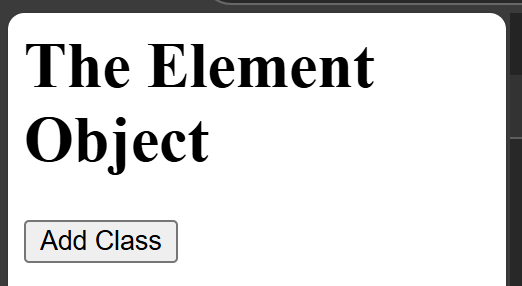 The Element
Object
Add Class